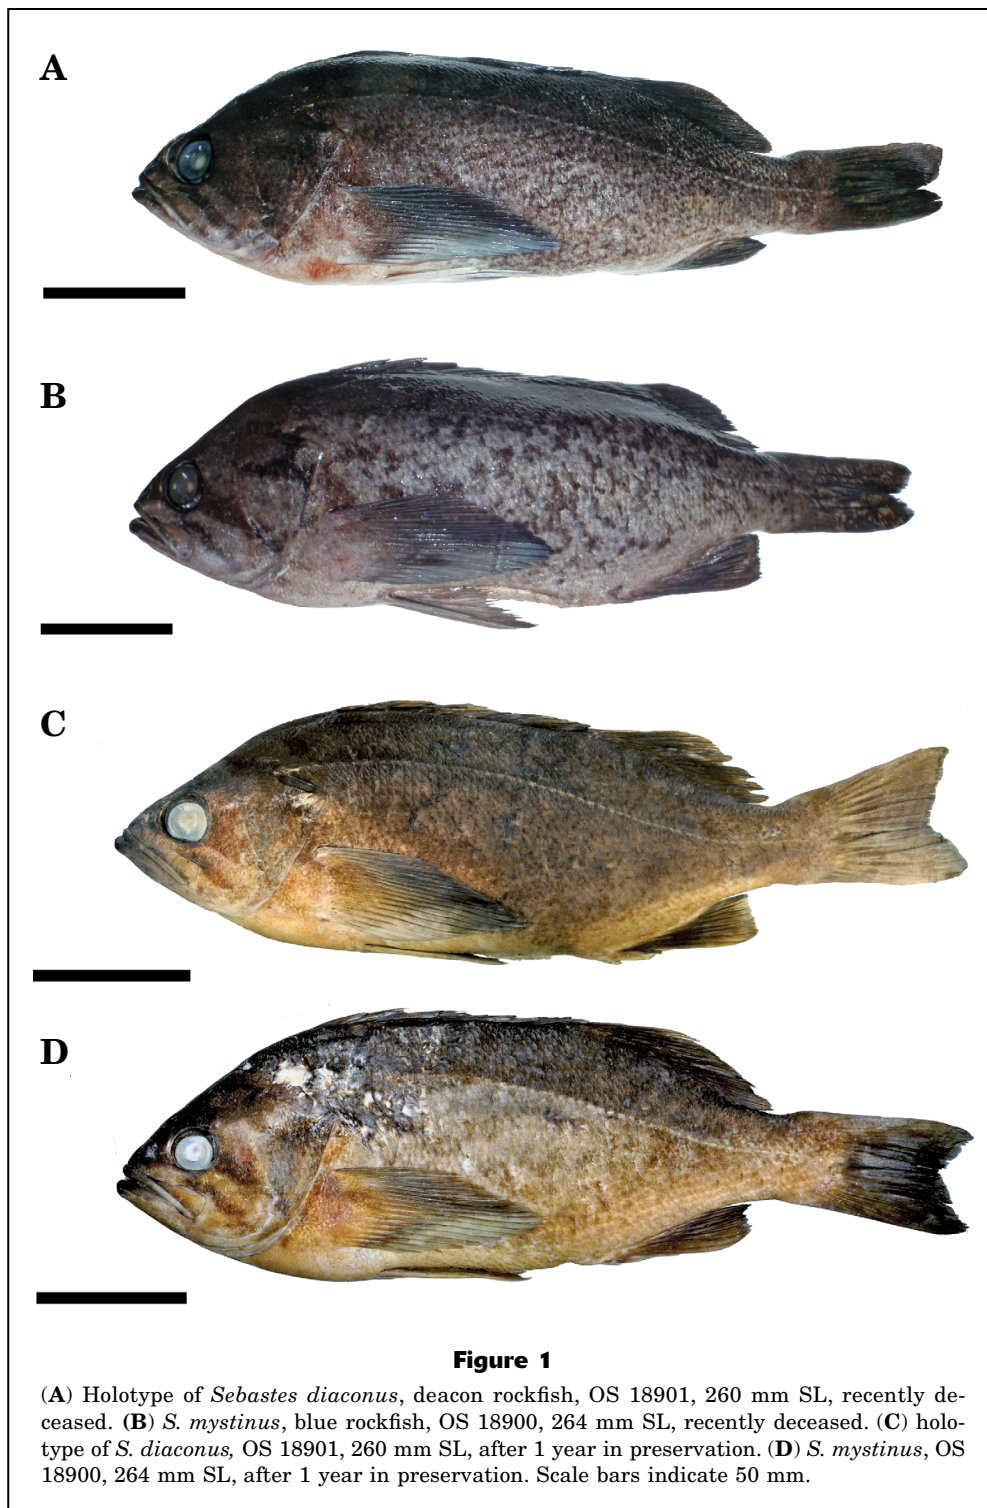 A
B
C
D
Figure 1
(A) Holotype of Sebastes diaconus, deacon rockfish, OS 18901, 260 mm SL, recently de-
ceased. (B) S. mystinus, blue rockfish, OS 18900, 264 mm SL, recently deceased. (C) holo-
type of S. diaconus, OS 18901, 260 mm SL, after 1 year in preservation. (D) S. mystinus, OS
18900, 264 mm SL, after 1 year in preservation. Scale bars indicate 50 mm.